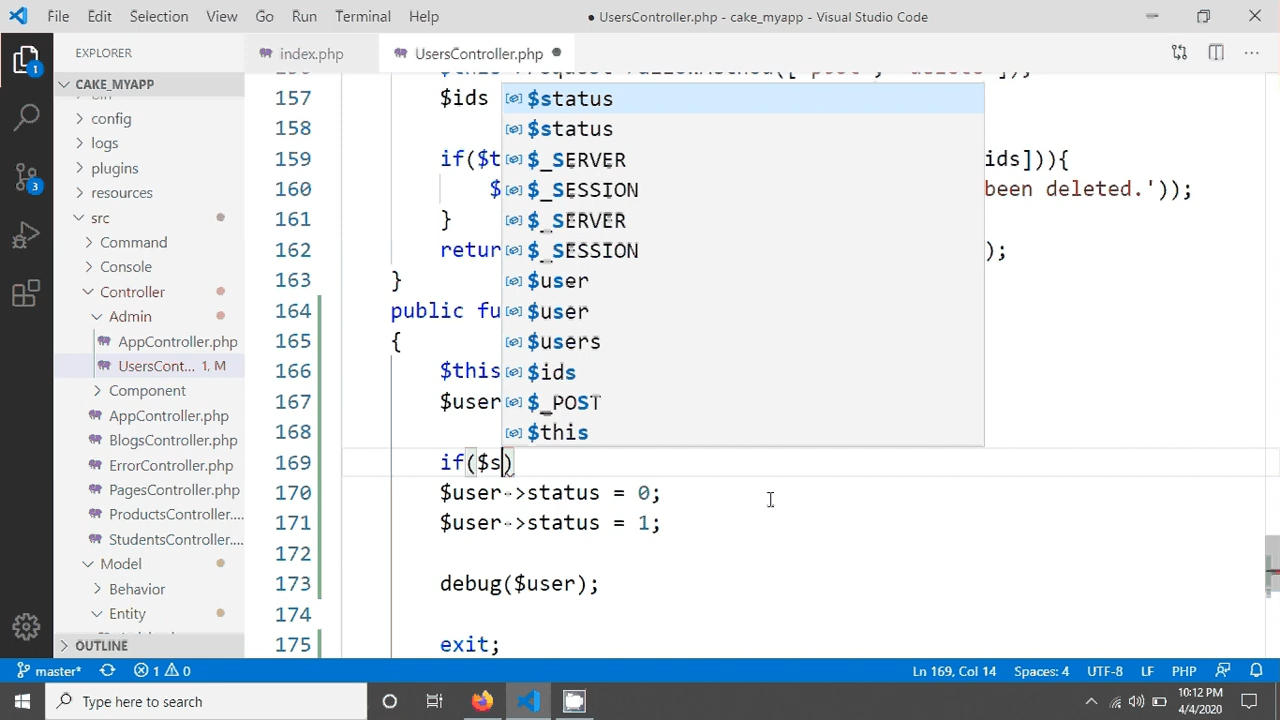 File Edit Selection View Go Run Terminal Help ● UsersController.php - cake_myapp - Visual Studio Code
EXPLORER
index.php UsersController.php
CAKE_MYAPP
bin
config
logs
plugins
resources
src
Command
Console
Controller
Admin
AppController.php
UsersCont... 1, M
Component
AppController.php
BlogsController.php
ErrorController.php
PagesController.php
ProductsController....
StudentsController....
Model
Behavior
Entity
OUTLINE
157 $ids
158
159 if($t ids])){
160 $ been deleted.'));
161 }
162 retur );
163 }
164 public fu
165 {
166 $this
167 $user
168
169 if($s)
170 $user->status = 0;
171 $user->status = 1;
172
173 debug($user);
174
175 exit;
$status
$status
$_SERVER
$_SESSION
$_SERVER
$_SESSION
$user
$user
$users
$ids
$_POST
$this
1
3
master* 1 0 Ln 169, Col 14 Spaces: 4 UTF-8 LF PHP
Type here to search
10:12 PM
4/4/2020